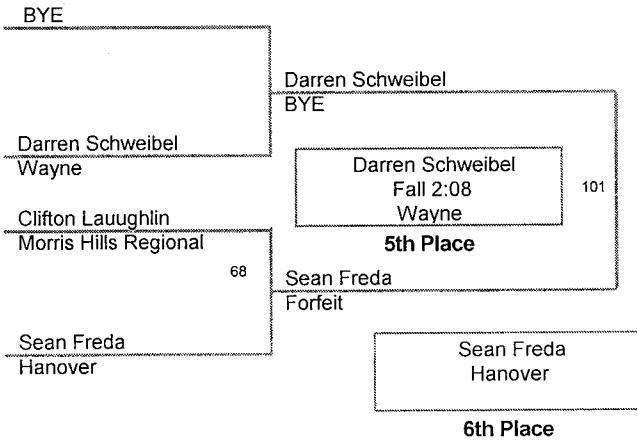 BYE
Darren Schweibel
BYE
Darren Schweibel
Wayne
Darren Schweibel
Fall 2:08
Wayne
101
5th Place
Clifton Lauughlin
Morris Hills Regional
68
Sean Freda
Forfeit
Sean Freda
Hanover
Sean Freda
Hanover
6th Place